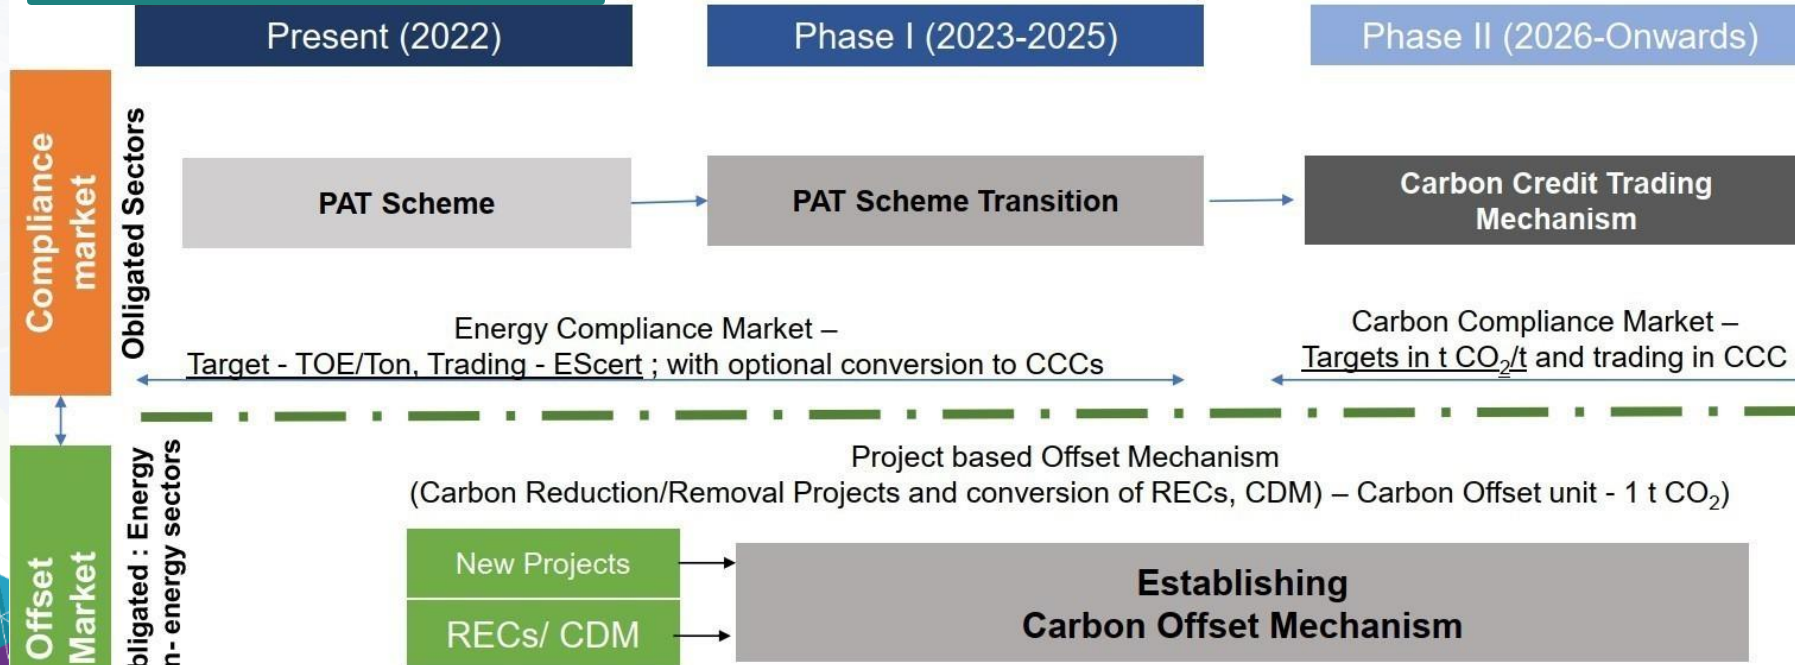 Present (2022)
Phase I (2023-2025)
Phase II (2026-Onwards)
Compliance
market
Obligated Sectors
PAT Scheme
PAT Scheme Transition
Carbon Credit Trading
Mechanism
Energy Compliance Market –
Target - TOE/Ton, Trading - EScert ; with optional conversion to CCCs
Carbon Compliance Market –
Targets in t CO₂/t and trading in CCC
Offset
Market
: Energy
energy sectors
Project based Offset Mechanism
(Carbon Reduction/Removal Projects and conversion of RECs, CDM) – Carbon Offset unit - 1 t CO₂)
New Projects
RECs/ CDM
Establishing
Carbon Offset Mechanism